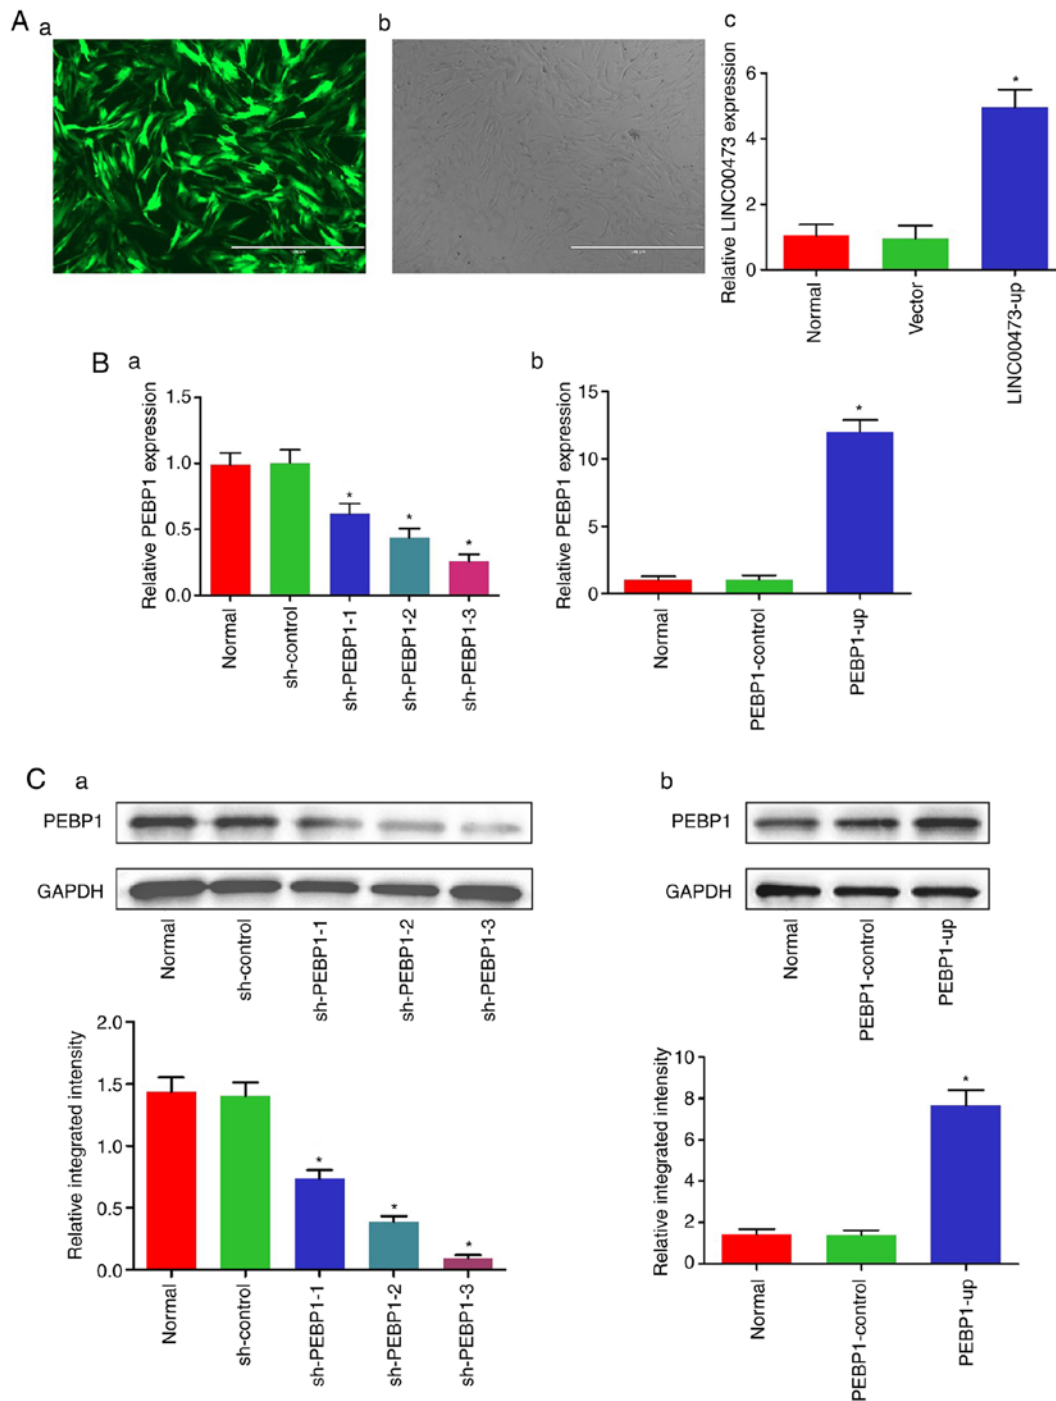 A
a
b
c
Relative LINC00473 expression
6
4
2
0
*
Normal
Vector
LINC00473-up
B
a
Relative PEBP1 expression
1.5
1.0
0.5
0.0
*
*
*
Normal
sh-control
sh-PEBP1-1
sh-PEBP1-2
sh-PEBP1-3
b
Relative PEBP1 expression
15
10
5
0
*
Normal
PEBP1-control
PEBP1-up
C
a
PEBP1
GAPDH
Normal
sh-control
sh-PEBP1-1
sh-PEBP1-2
sh-PEBP1-3
Relative integrated intensity
2.0
1.5
1.0
0.5
0.0
*
*
*
Normal
sh-control
sh-PEBP1-1
sh-PEBP1-2
sh-PEBP1-3
b
PEBP1
GAPDH
Normal
PEBP1-control
PEBP1-up
Relative integrated intensity
10
8
6
4
2
0
*
Normal
PEBP1-control
PEBP1-up